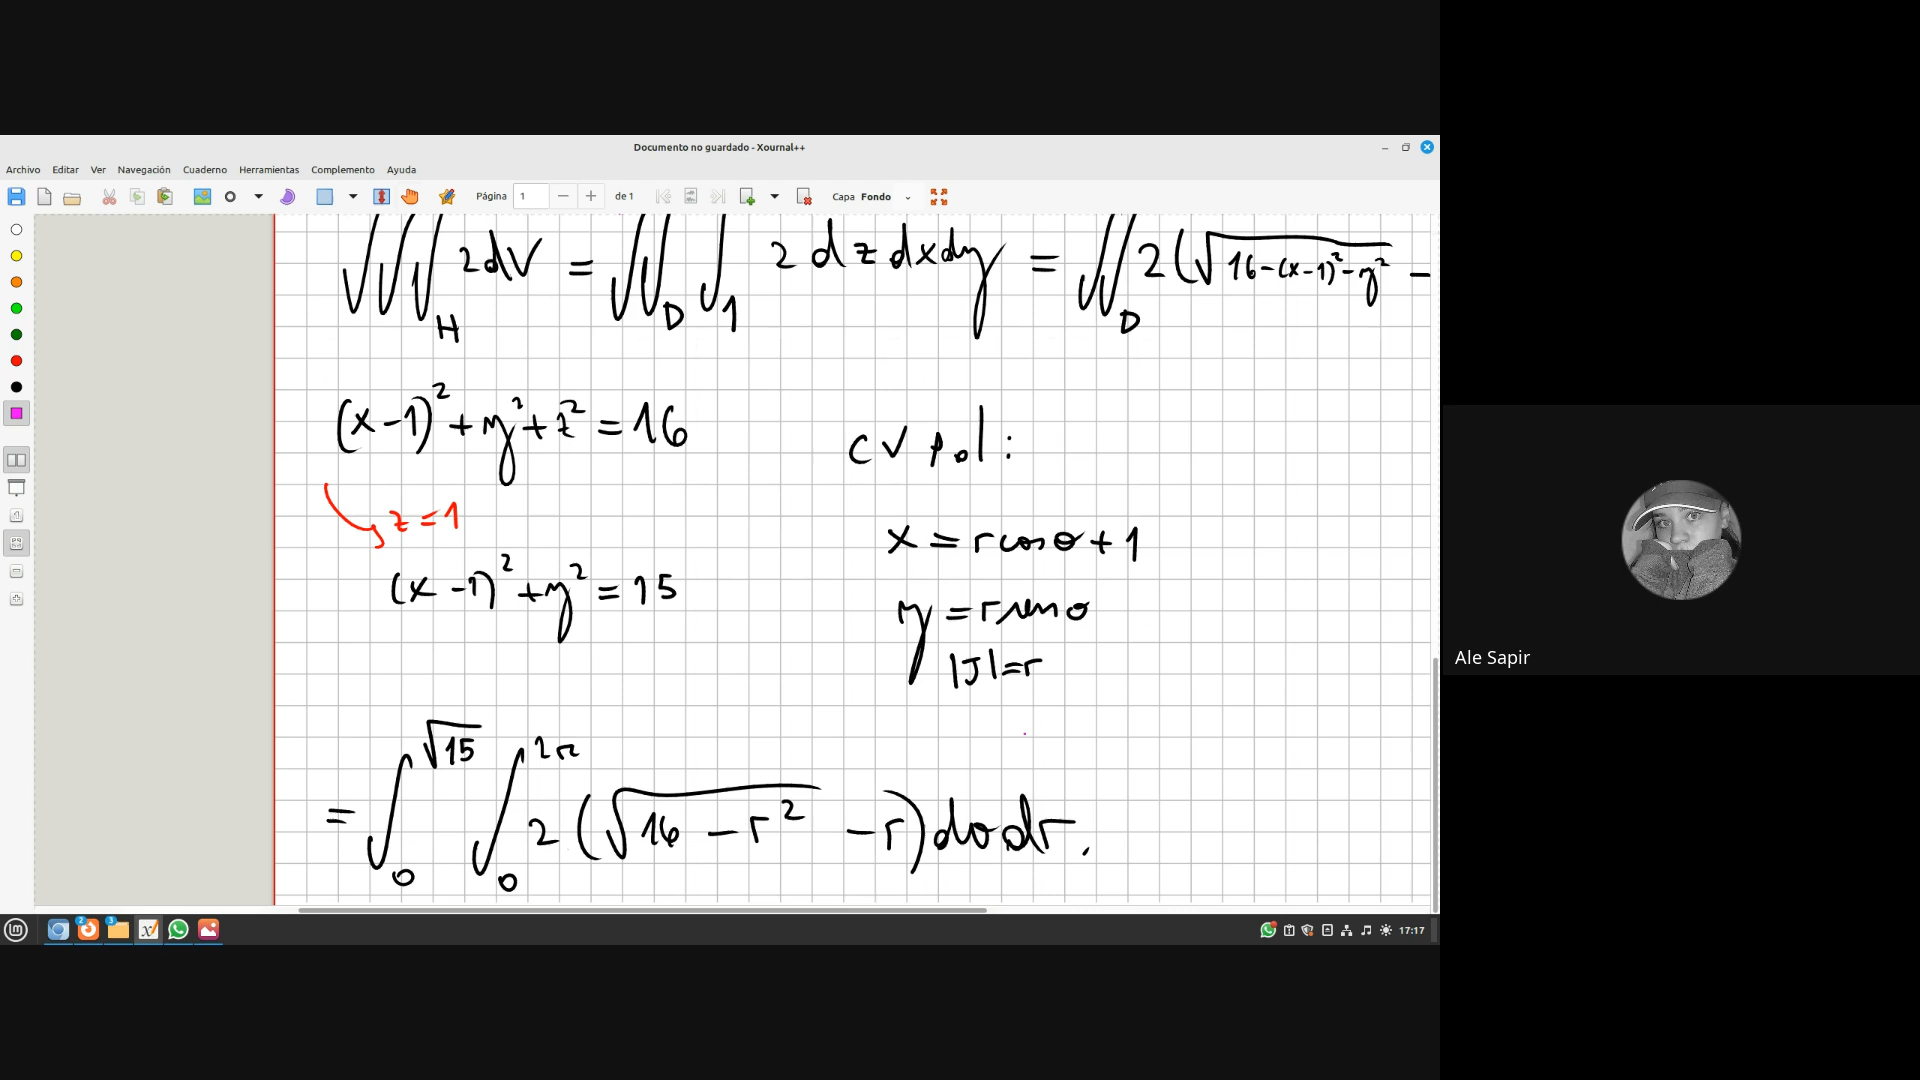 Documento no guardado - Xournal++
Archivo Editar Ver Navegación Cuaderno Herramientas Complemento Ayuda
Página 1 de 1 Capa Fondo
∭_H 2dV = ∬_D ∫_1 2 dz dxdy = ∬_D 2(√16-(x-1)²-y² -
(x-1)² + y² + z² = 16
z = 1
(x-1)² + y² = 15
CV pol:
x = r cos θ + 1
y = r sen θ
|J| = r
= ∫_0^√15 ∫_0^2π 2 (√16 - r² - r) dθ dr.
Ale Sapir
2 3
17:17